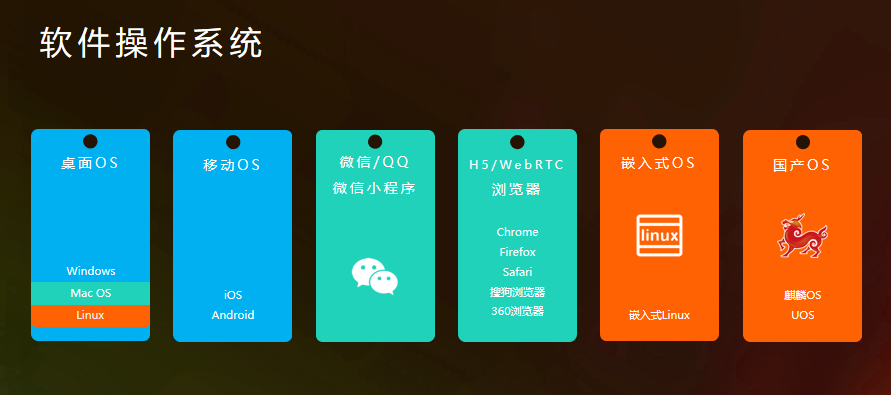 软件操作系统
桌面OS
Windows
Mac OS
Linux
移动OS
iOS
Android
微信/QQ
微信小程序
H5/WebRTC
浏览器
Chrome
Firefox
Safari
搜狗浏览器
360浏览器
嵌入式OS
linux
嵌入式Linux
国产OS
麒麟OS
UOS